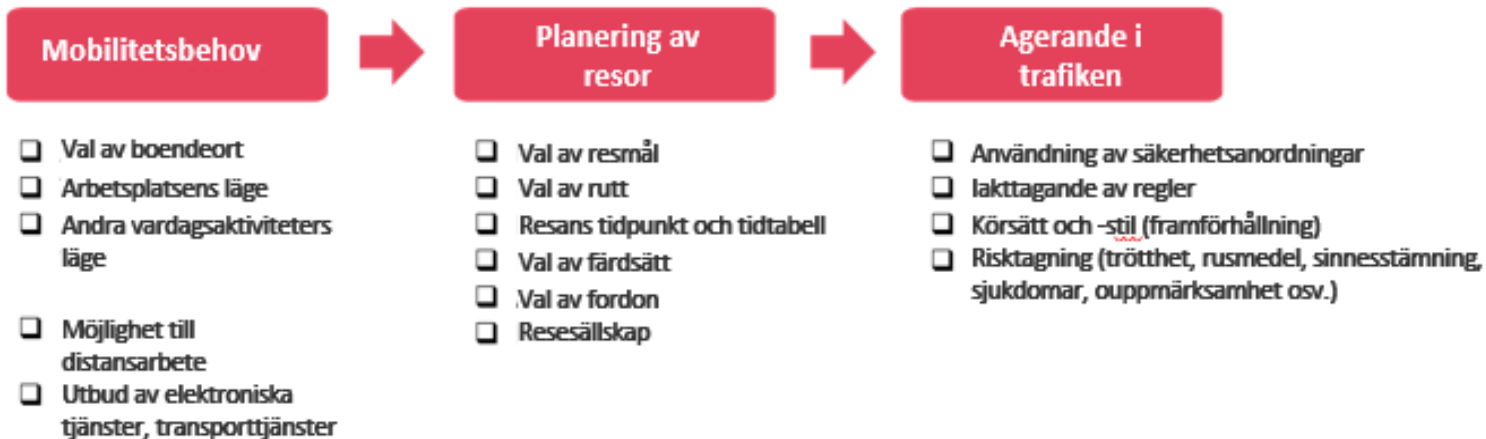 Mobilitetsbehov
Planering av
resor
Agerande i
trafiken
Val av boendeort
Arbetsplatsens läge
Andra vardagsaktiviteters
läge
Möjlighet till
distansarbete
Utbud av elektroniska
tjänster, transporttjänster
Val av resmål
Val av rutt
Resans tidpunkt och tidtabell
Val av färdsätt
Val av fordon
Resesällskap
Användning av säkerhetsanordningar
Iakttagande av regler
Körsätt och –stil (framförhållning)
Risktagning (trötthet, rusmedel, sinnesstämning,
sjukdomar, ouppmärksamhet osv.)